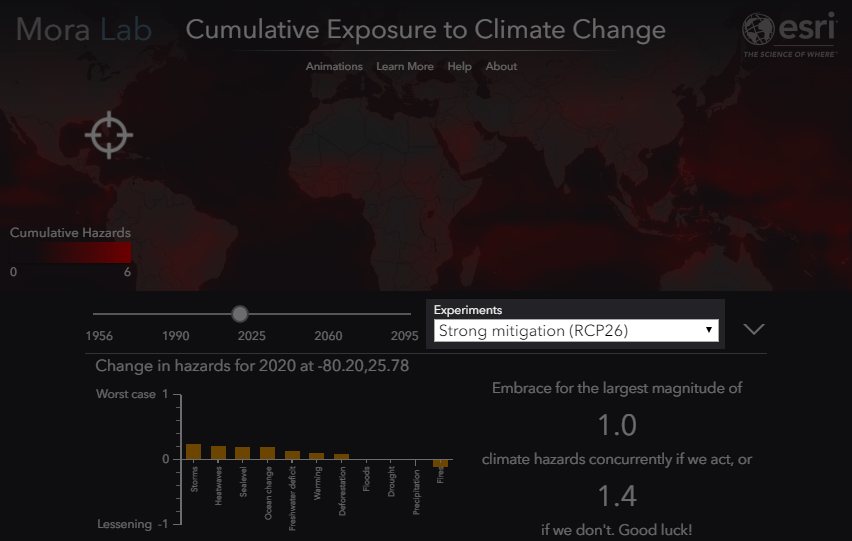 Mora Lab
Cumulative Exposure to Climate Change
esri
THE SCIENCE OF WHERE™
Animations Learn More Help About
Cumulative Hazards
0 6
1956 1990 2025 2060 2095
Experiments
Strong mitigation (RCP26)
Change in hazards for 2020 at -80.20,25.78
Worst case 1
0
Lessening -1
Storms
Heatwaves
Sealevel
Ocean change
Freshwater deficit
Warming
Deforestation
Floods
Drought
Precipitation
Fires
Embrace for the largest magnitude of
1.0
climate hazards concurrently if we act, or
1.4
if we don't. Good luck!